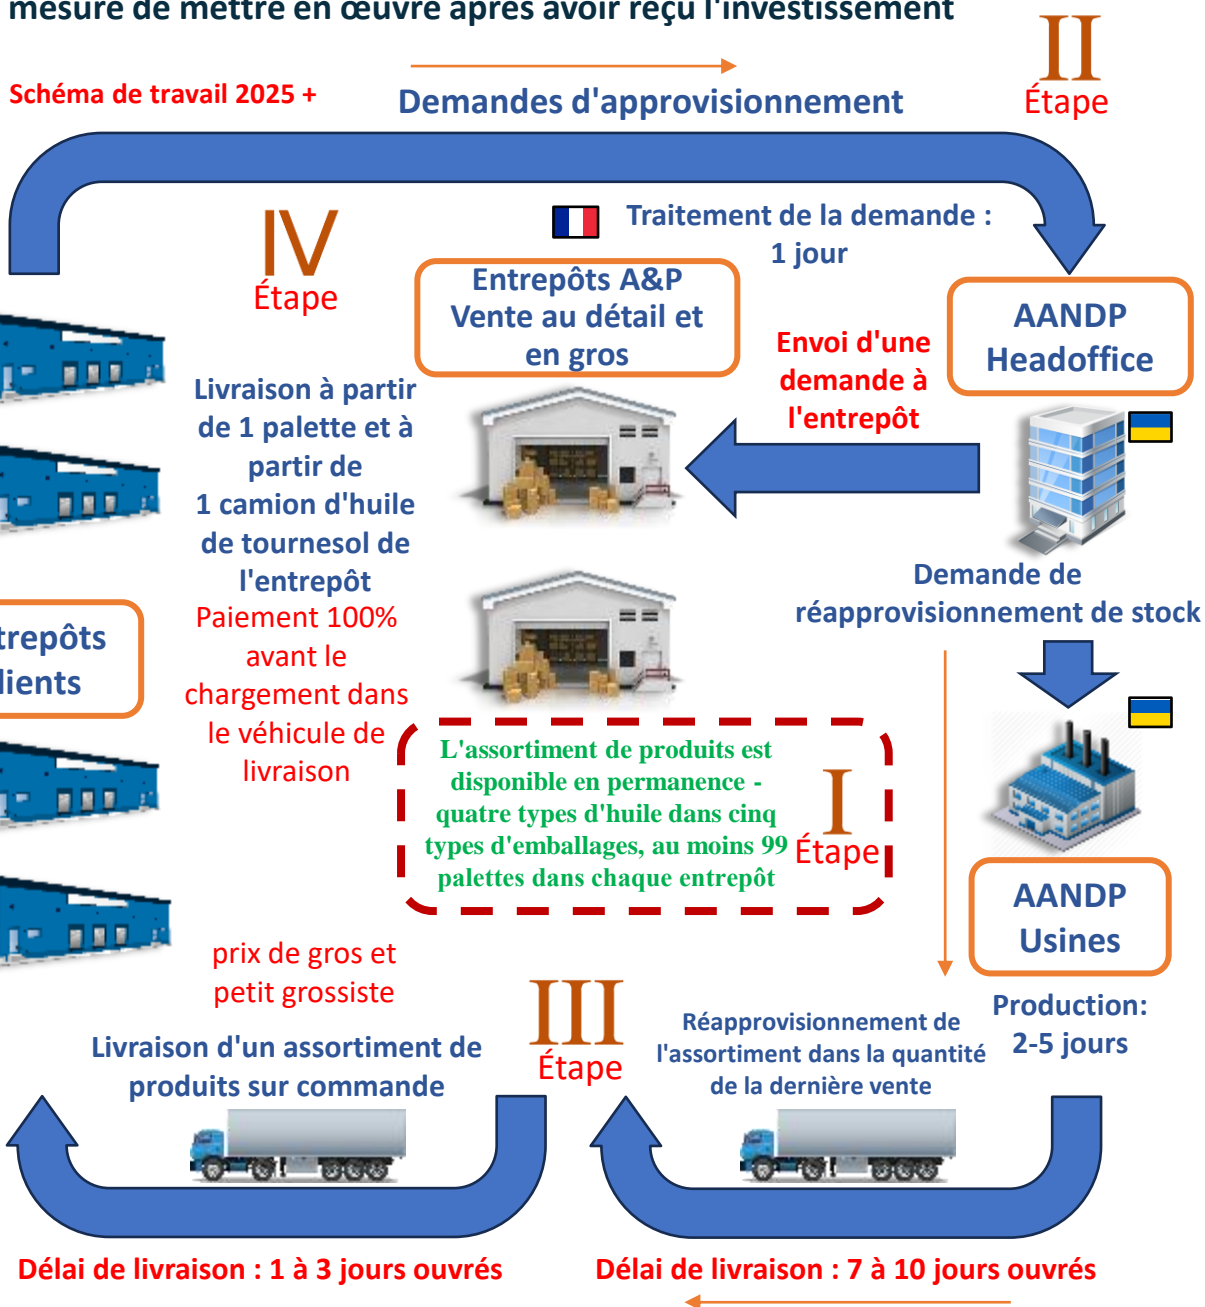 mesure de mettre en œuvre après avoir reçu l'investissement
II
Étape
Schéma de travail 2025 +
Demandes d'approvisionnement
IV
Étape
Traitement de la demande :
1 jour
Entrepôts A&P
Vente au détail et
en gros
AANDP
Headoffice
Envoi d'une
demande à
l'entrepôt
Livraison à partir
de 1 palette et à
partir de
1 camion d'huile
de tournesol de
l'entrepôt
Paiement 100%
avant le
chargement dans
le véhicule de
livraison
Demande de
réapprovisionnement de stock
trepôts
lients
L'assortiment de produits est
disponible en permanence -
quatre types d'huile dans cinq
types d'emballages, au moins 99
palettes dans chaque entrepôt
I
Étape
AANDP
Usines
prix de gros et
petit grossiste
III
Étape
Production:
2-5 jours
Réapprovisionnement de
l'assortiment dans la quantité
de la dernière vente
Livraison d'un assortiment de
produits sur commande
Délai de livraison : 1 à 3 jours ouvrés
Délai de livraison : 7 à 10 jours ouvrés